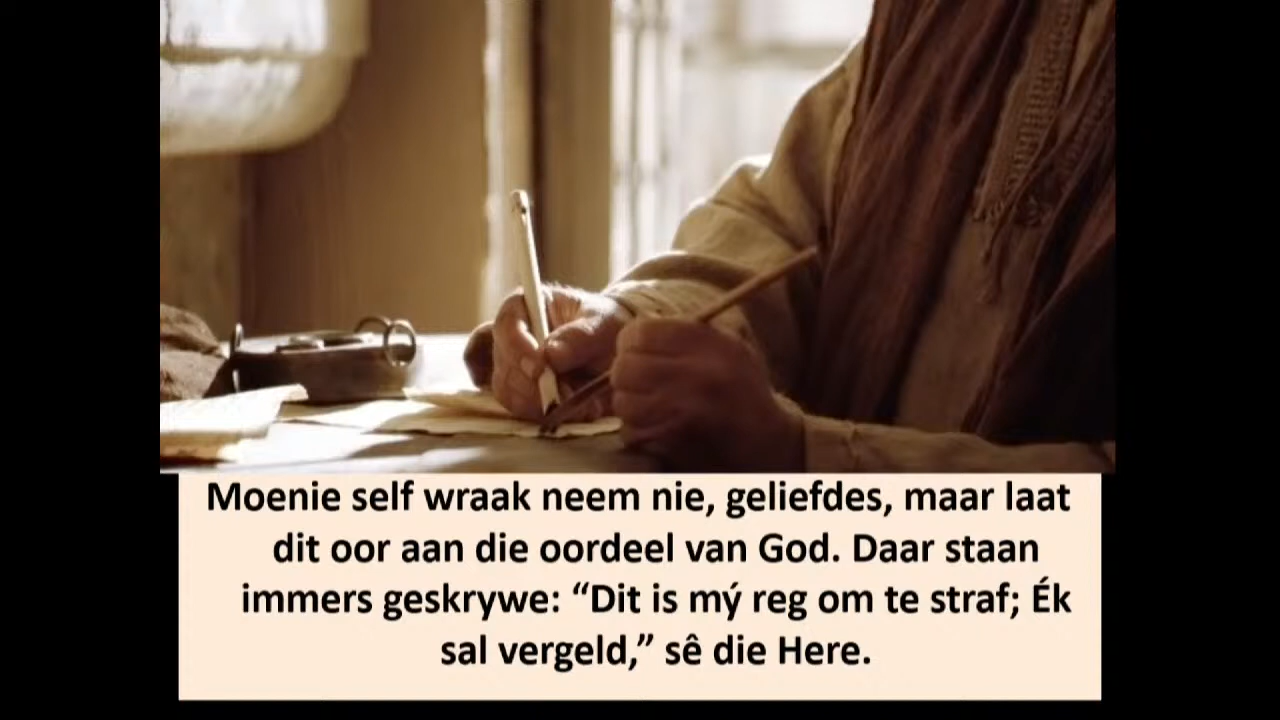 Moenie self wraak neem nie, geliefdes, maar laat
dit oor aan die oordeel van God. Daar staan
immers geskrywe: “Dit is mý reg om te straf; Ék
sal vergeld,” sê die Here.